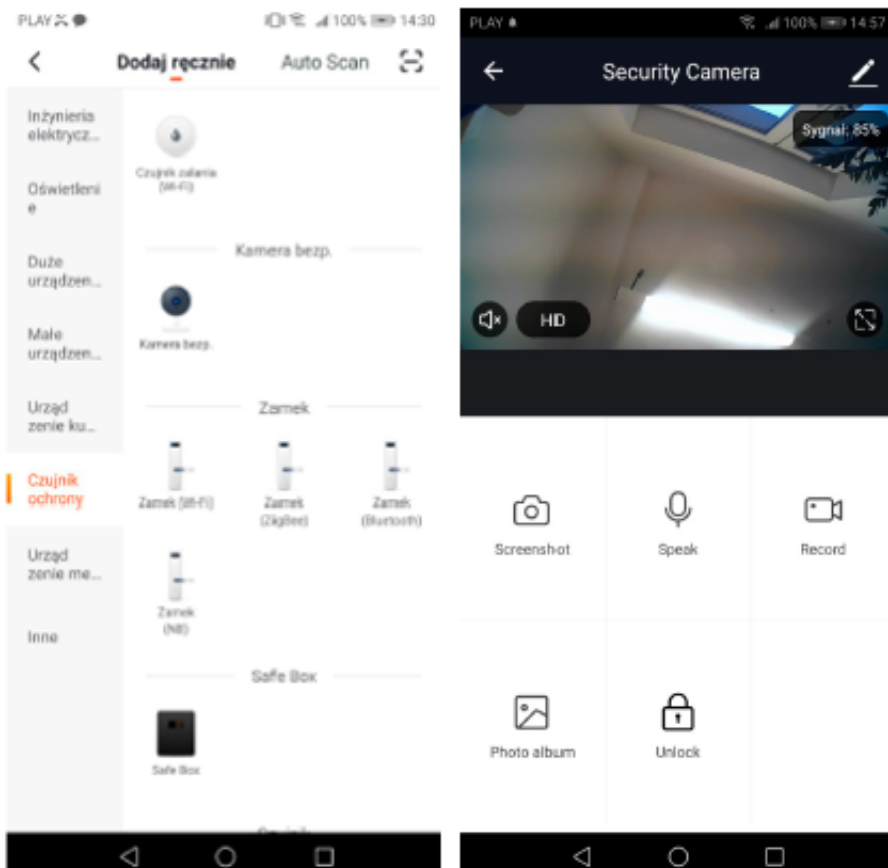 PLAY
100% 14:30
Dodaj ręcznie
Auto Scan
Inżynieria
elektrycz...
Oświetleni
e
Duże
urządzen...
Małe
urządzen...
Urząd
zenie ku...
Czujnik
ochrony
Urząd
zenie me...
Inne
Czujnik zalania
(Wi-Fi)
Kamera bezp.
Kamera bezp.
Zamek
Zamek (Wi-Fi)
Zamek
(ZigBee)
Zamek
(Bluetooth)
Zamek
(NB)
Safe Box
Safe Box
PLAY
100% 14:57
Security Camera
Sygnał: 85%
HD
Screenshot
Speak
Record
Photo album
Unlock